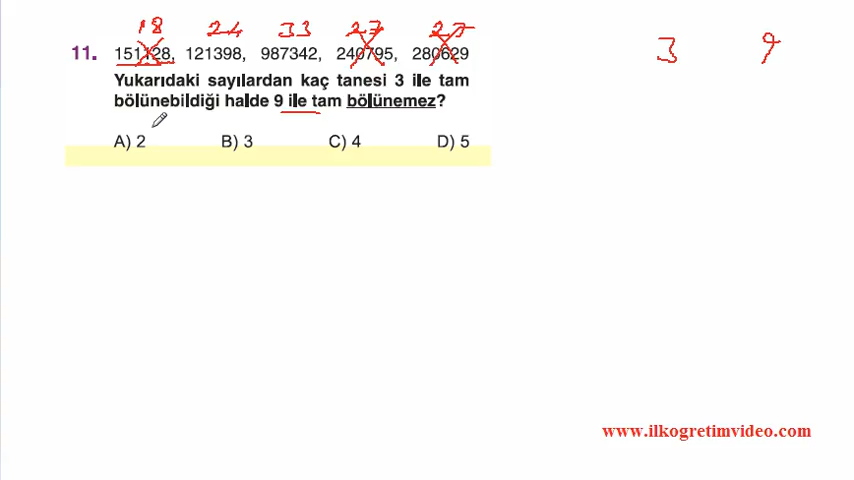 18 24 33 27 27
3 9
11. 151128, 121398, 987342, 240795, 280629
Yukarıdaki sayılardan kaç tanesi 3 ile tam
bölünebildiği halde 9 ile tam bölünemez?
A) 2 B) 3 C) 4 D) 5
www.ilkogretimvideo.com